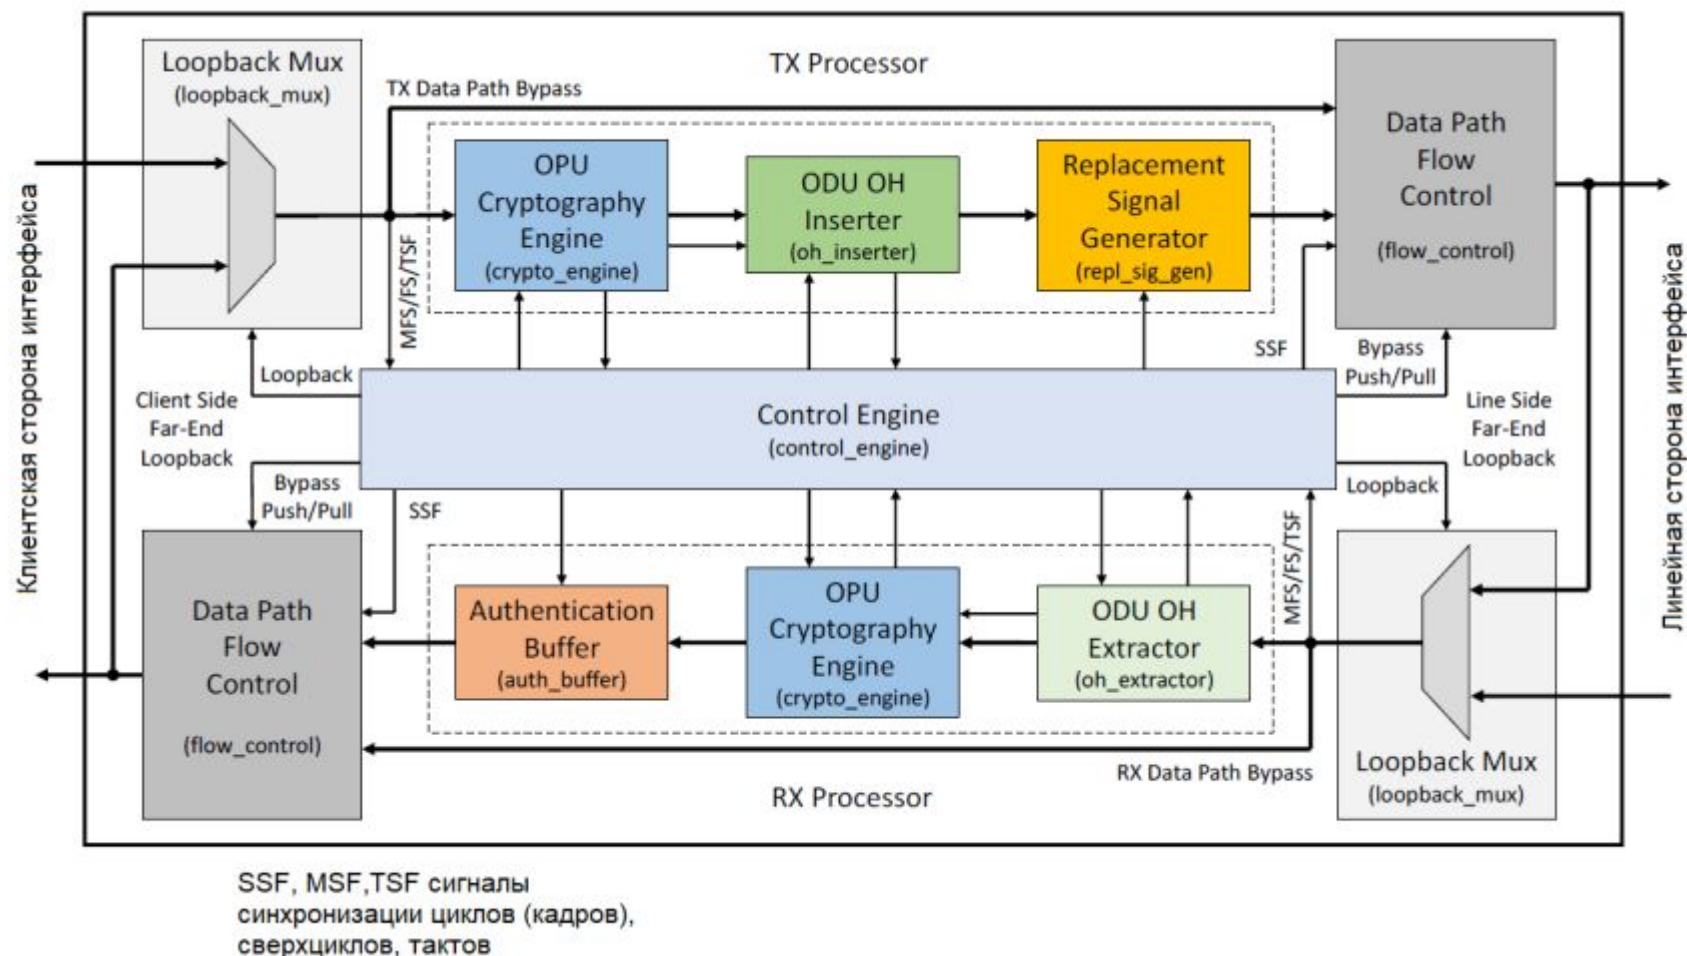 Loopback Mux
(loopback_mux)
TX Processor
TX Data Path Bypass
Data Path
Flow
Control
(flow_control)
OPU
Cryptography
Engine
(crypto_engine)
ODU OH
Inserter
(oh_inserter)
Replacement
Signal
Generator
(repl_sig_gen)
MFS/FS/TSF
Клиентская сторона интерфейса
Линейная сторона интерфейса
Loopback
SSF
Bypass
Push/Pull
Client Side
Far-End
Loopback
Control Engine
(control_engine)
Line Side
Far-End
Loopback
Bypass
Push/Pull
SSF
MFS/FS/TSF
Loopback
Data Path
Flow
Control
(flow_control)
Authentication
Buffer
(auth_buffer)
OPU
Cryptography
Engine
(crypto_engine)
ODU OH
Extractor
(oh_extractor)
RX Data Path Bypass
Loopback Mux
(loopback_mux)
RX Processor
SSF, MSF,TSF сигналы
синхронизации циклов (кадров),
сверхциклов, тактов